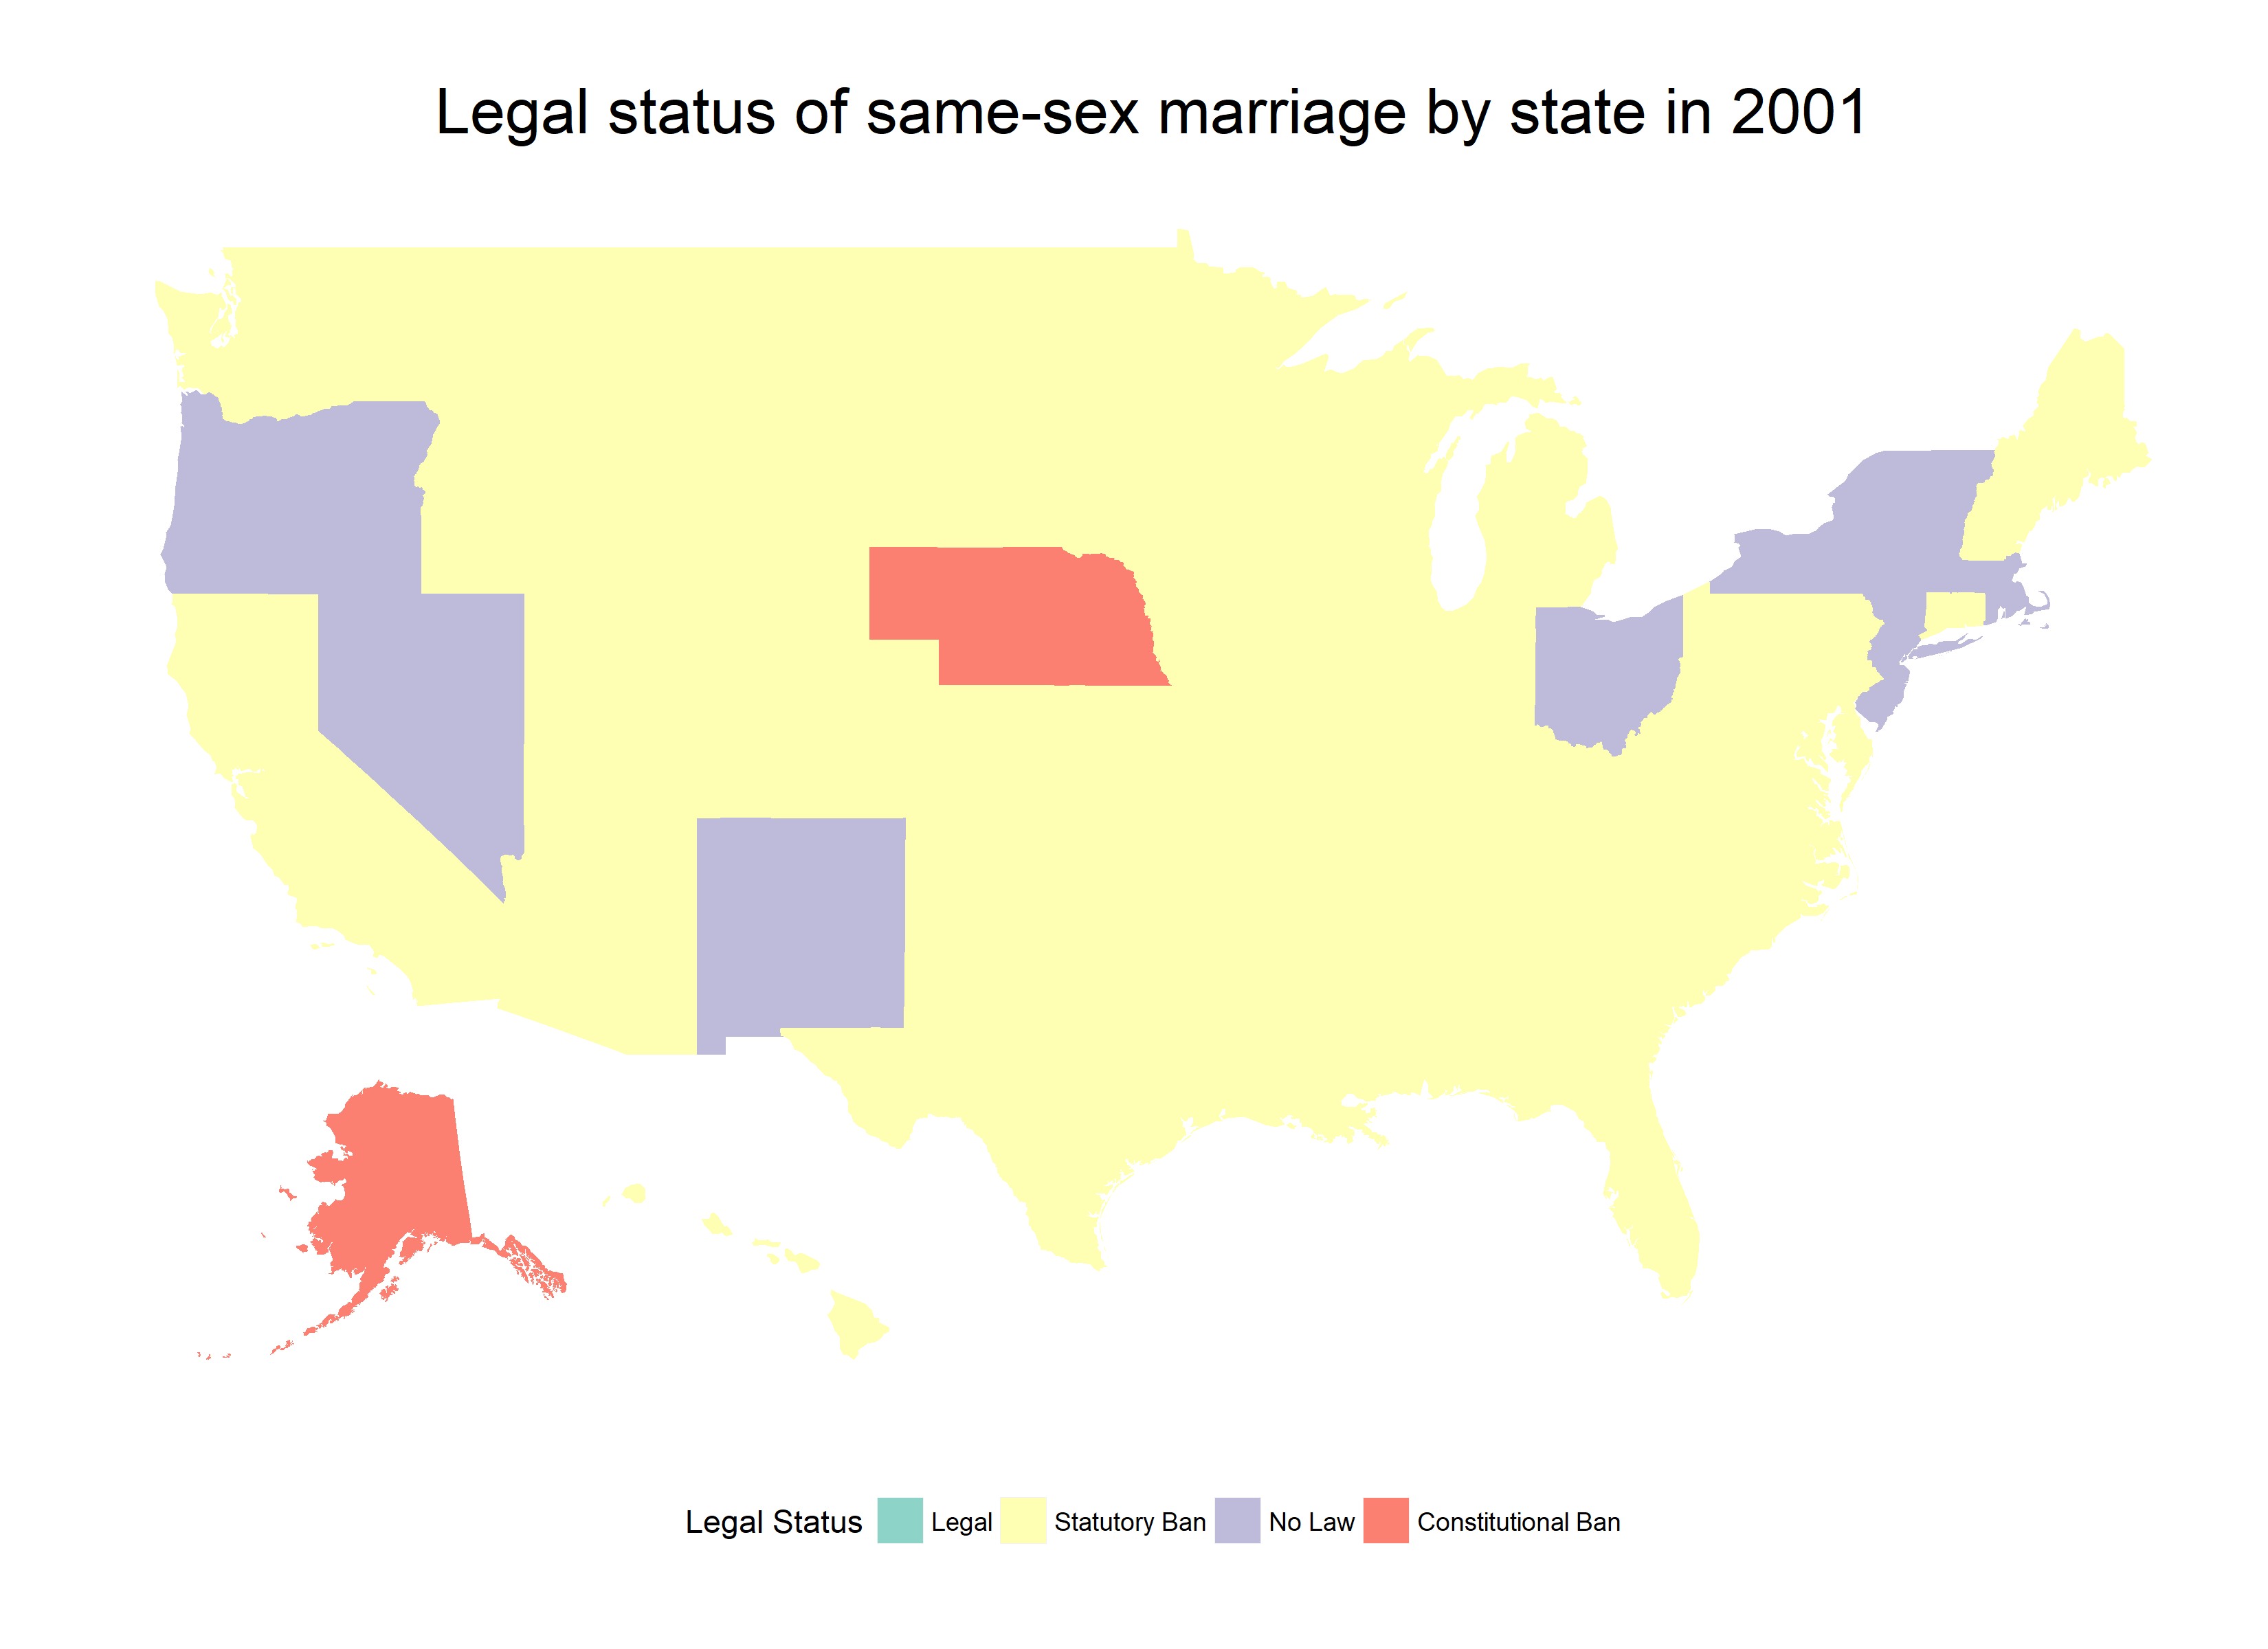 Legal status of same-sex marriage by state in 2001
Legal Status Legal Statutory Ban No Law Constitutional Ban